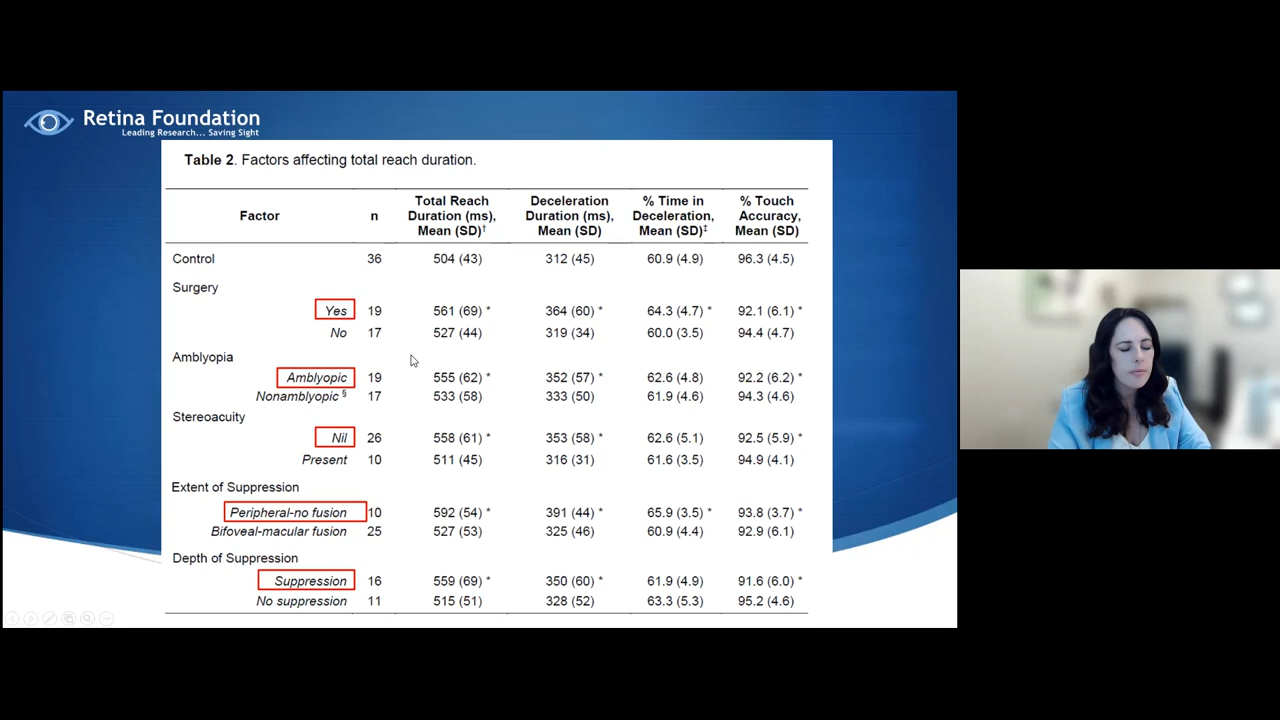 Retina Foundation
Leading Research... Saving Sight
Table 2. Factors affecting total reach duration.
Factor n Total Reach Duration (ms), Mean (SD)† Deceleration Duration (ms), Mean (SD) % Time in Deceleration, Mean (SD)‡ % Touch Accuracy, Mean (SD)
Control 36 504 (43) 312 (45) 60.9 (4.9) 96.3 (4.5)
Surgery
Yes 19 561 (69) * 364 (60) * 64.3 (4.7) * 92.1 (6.1) *
No 17 527 (44) 319 (34) 60.0 (3.5) 94.4 (4.7)
Amblyopia
Amblyopic 19 555 (62) * 352 (57) * 62.6 (4.8) 92.2 (6.2) *
Nonamblyopic § 17 533 (58) 333 (50) 61.9 (4.6) 94.3 (4.6)
Stereoacuity
Nil 26 558 (61) * 353 (58) * 62.6 (5.1) 92.5 (5.9) *
Present 10 511 (45) 316 (31) 61.6 (3.5) 94.9 (4.1)
Extent of Suppression
Peripheral-no fusion 10 592 (54) * 391 (44) * 65.9 (3.5) * 93.8 (3.7) *
Bifoveal-macular fusion 25 527 (53) 325 (46) 60.9 (4.4) 92.9 (6.1)
Depth of Suppression
Suppression 16 559 (69) * 350 (60) * 61.9 (4.9) 91.6 (6.0) *
No suppression 11 515 (51) 328 (52) 63.3 (5.3) 95.2 (4.6)